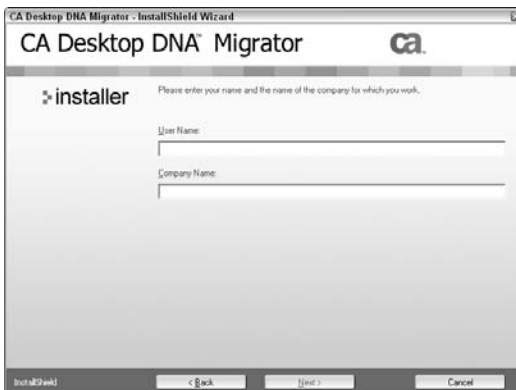 CA Desktop DNA Migrator - InstallShield Wizard
CA Desktop DNA™ Migrator
ca.
installer
Please enter your name and the name of the company for which you work.
User Name:
Company Name:
InstallShield
< Back
Next >
Cancel